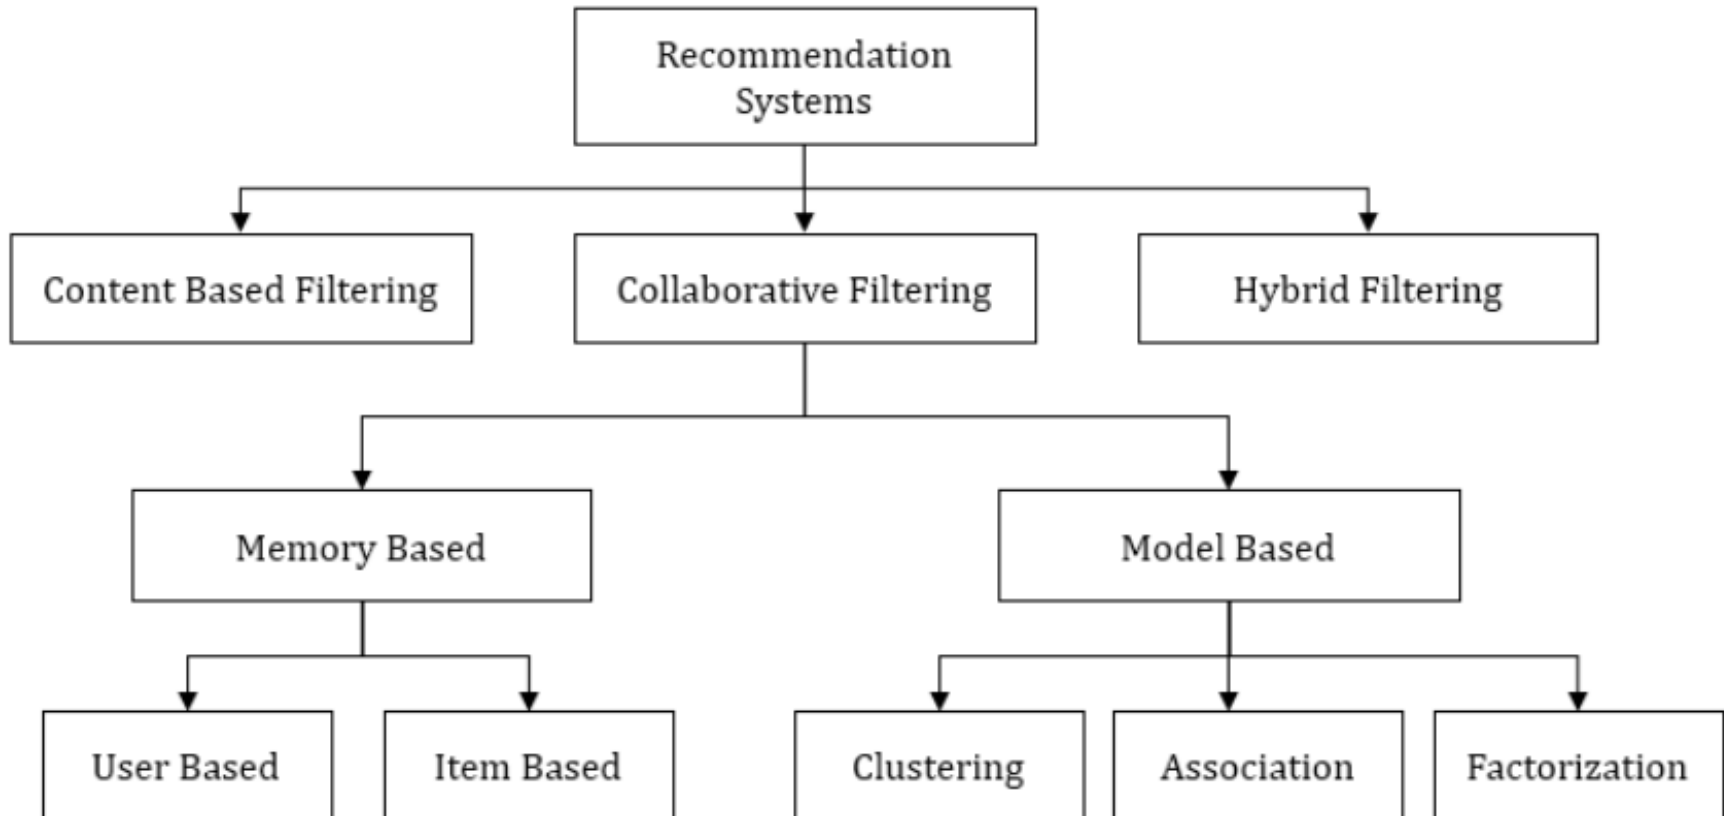 Recommendation
Systems
Content Based Filtering
Collaborative Filtering
Hybrid Filtering
Memory Based
Model Based
User Based
Item Based
Clustering
Association
Factorization